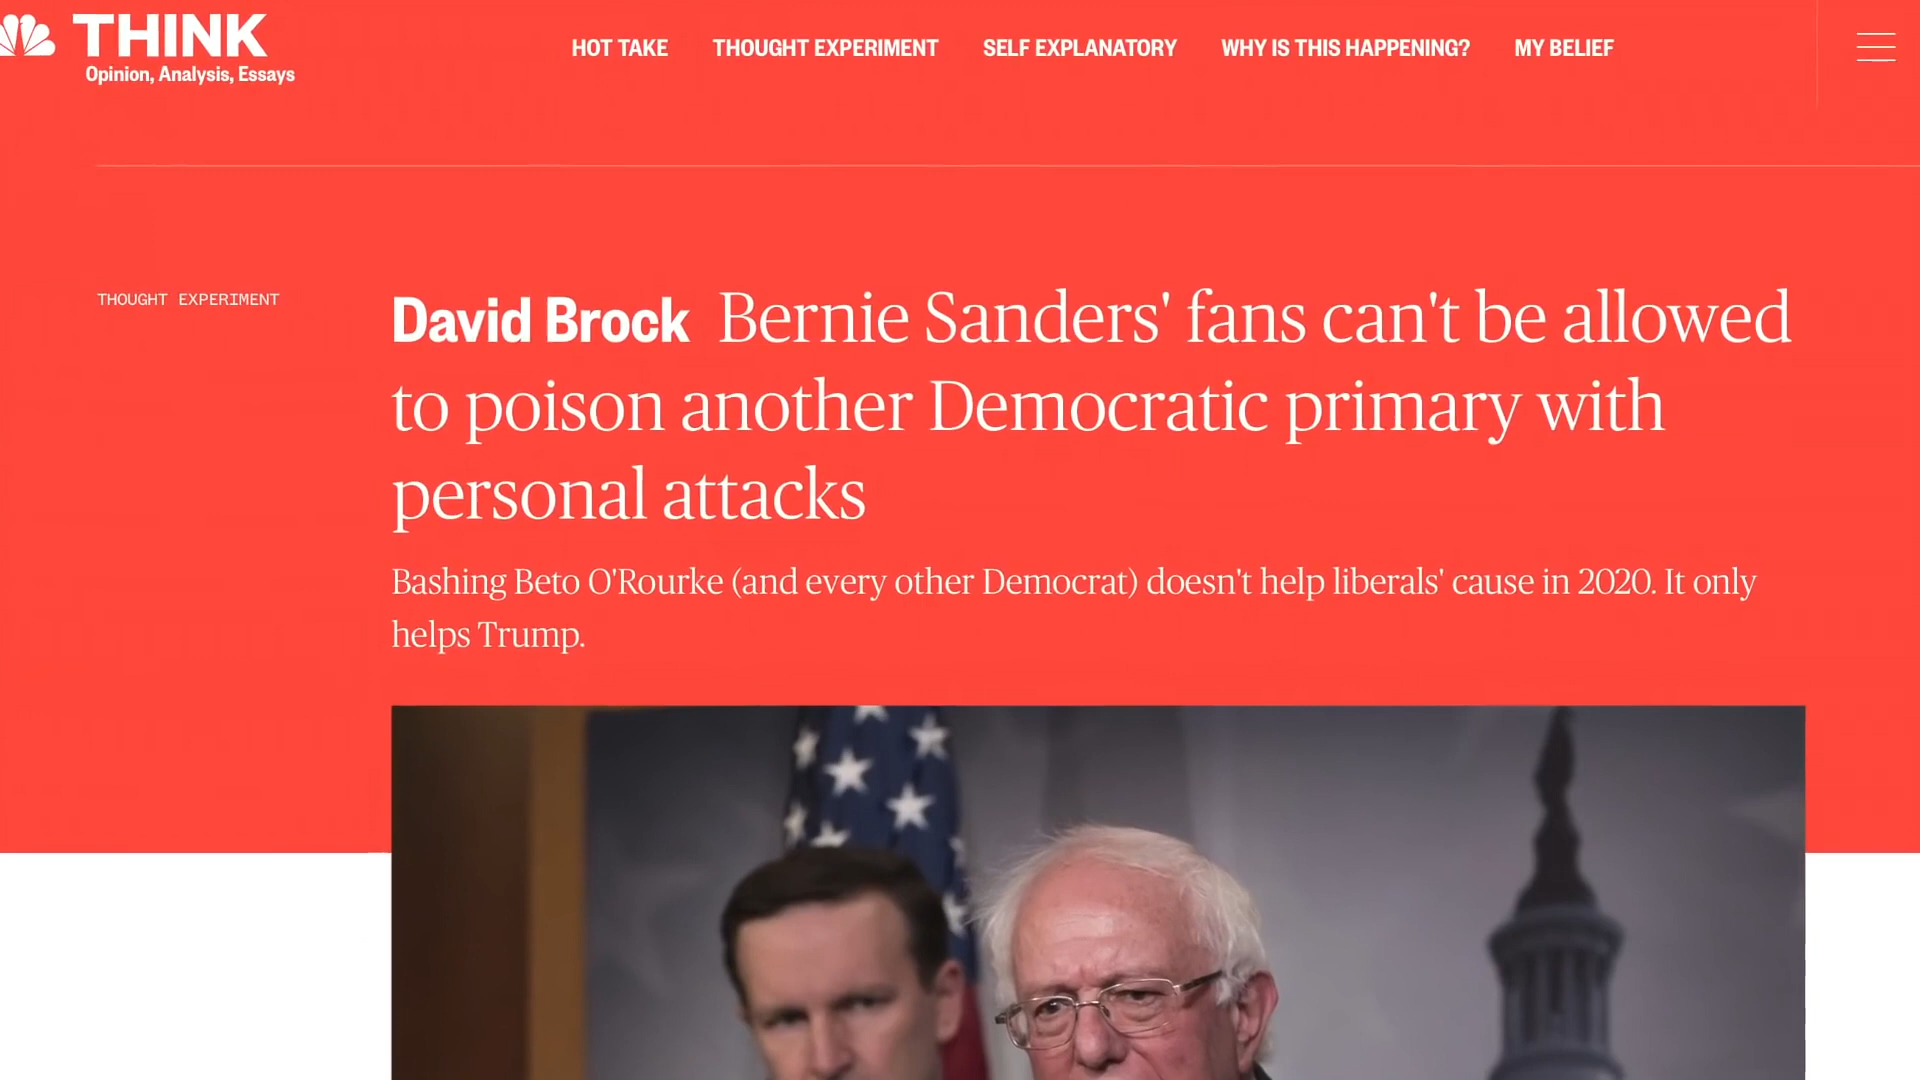 THINK
Opinion, Analysis, Essays
HOT TAKE
THOUGHT EXPERIMENT
SELF EXPLANATORY
WHY IS THIS HAPPENING?
MY BELIEF
THOUGHT EXPERIMENT
David Brock Bernie Sanders' fans can't be allowed
to poison another Democratic primary with
personal attacks
Bashing Beto O'Rourke (and every other Democrat) doesn't help liberals' cause in 2020. It only
helps Trump.